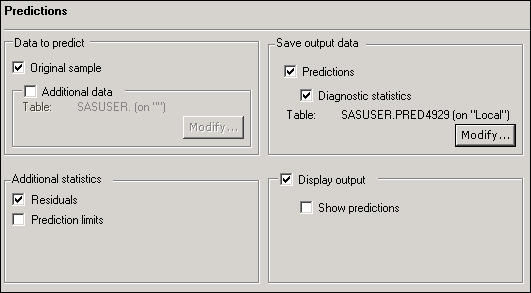 Predictions
Data to predict
Original sample
Additional data
Table: SASUSER. (on "")
Modify...
Save output data
Predictions
Diagnostic statistics
Table: SASUSER.PRED4929 (on "Local")
Modify...
Additional statistics
Residuals
Prediction limits
Display output
Show predictions